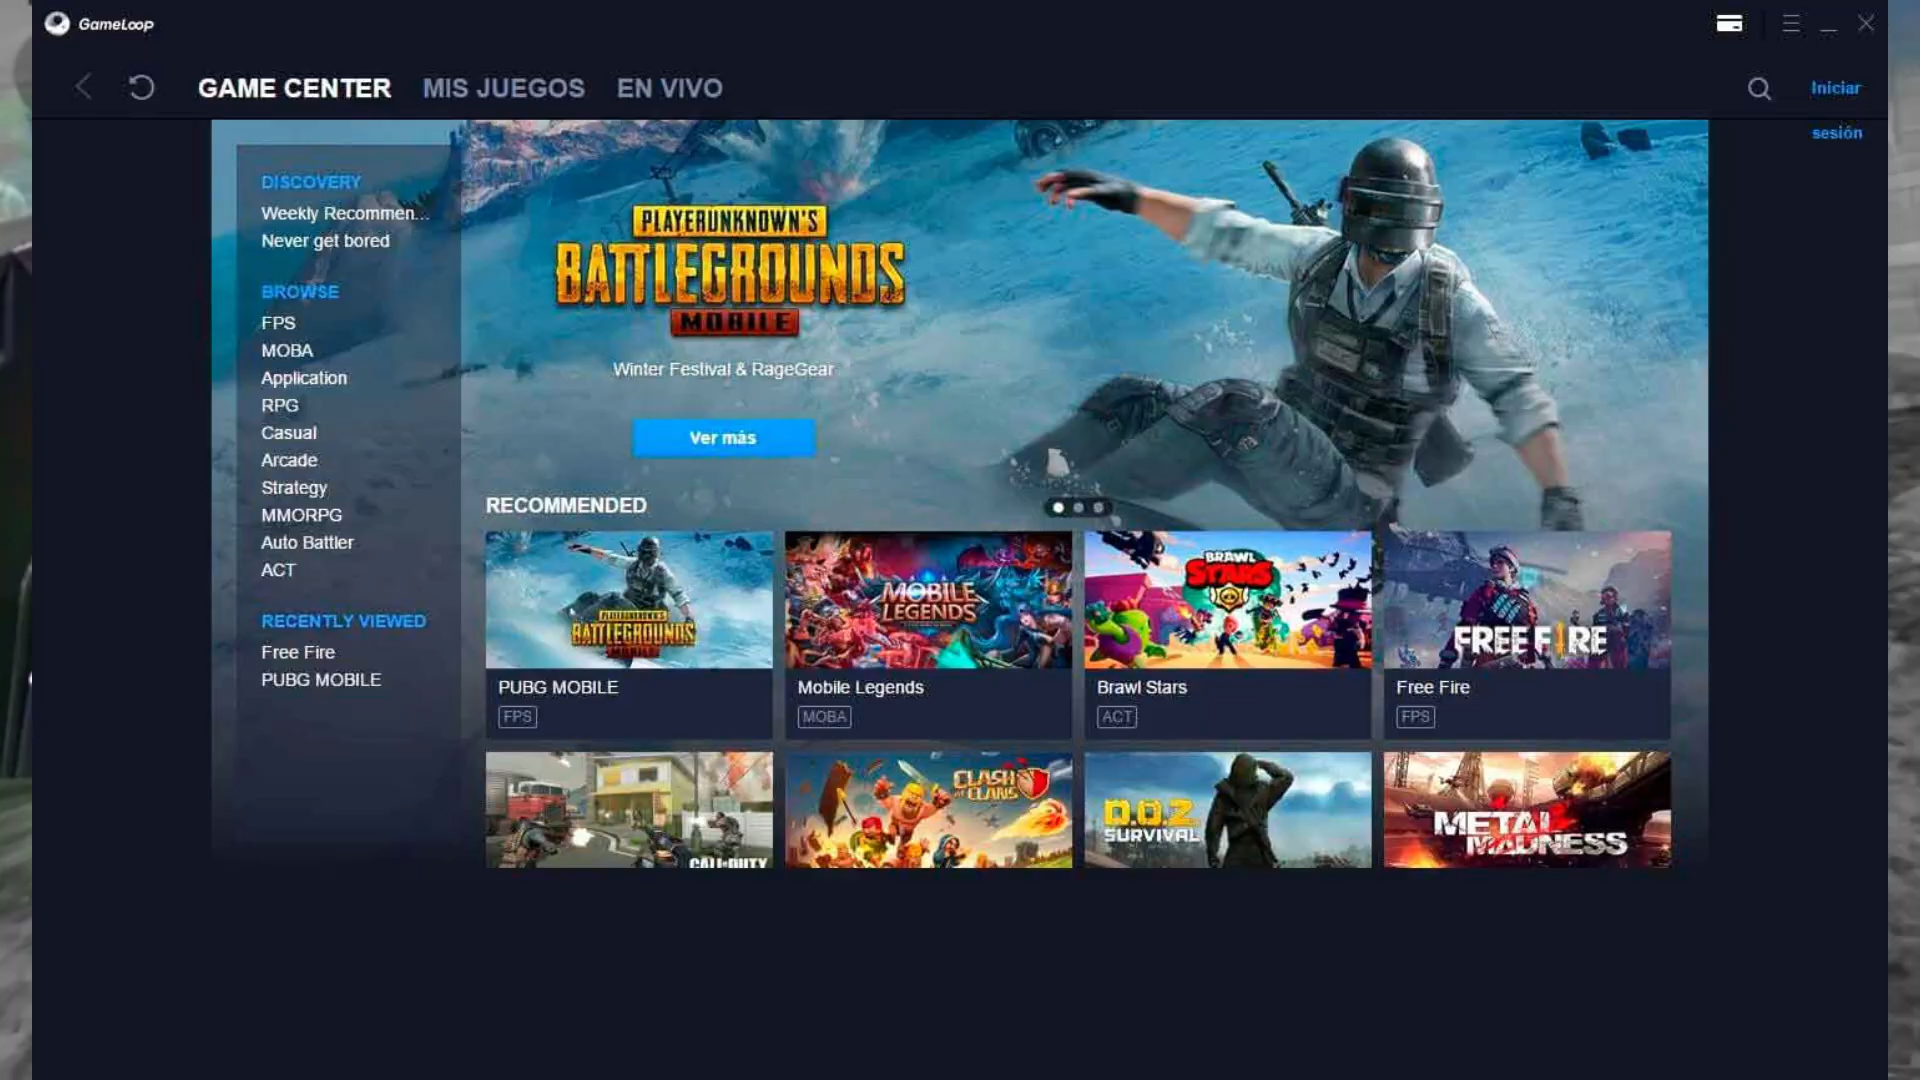 GameLoop
GAME CENTER
MIS JUEGOS
EN VIVO
Iniciar
sesión
DISCOVERY
Weekly Recommen...
Never get bored
BROWSE
FPS
MOBA
Application
RPG
Casual
Arcade
Strategy
MMORPG
Auto Battler
ACT
RECENTLY VIEWED
Free Fire
PUBG MOBILE
PLAYERUNKNOWN'S
BATTLEGROUNDS
MOBILE
Winter Festival & RageGear
Ver más
RECOMMENDED
PLAYERUNKNOWN'S
BATTLEGROUNDS
MOBILE
PUBG MOBILE
FPS
MOBILE
LEGENDS
Mobile Legends
MOBA
BRAWL
STARS
Brawl Stars
ACT
FREE FIRE
Free Fire
FPS
CALL OF DUTY
CLASH
OF CLANS
D.O.Z
SURVIVAL
METAL
MADNESS